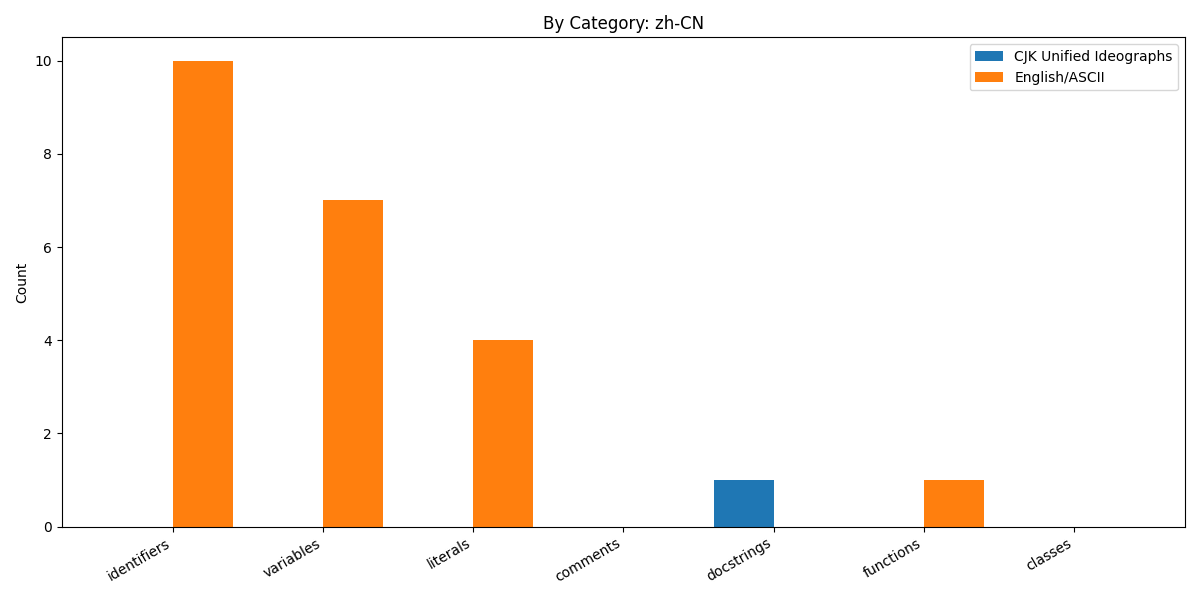 By Category: zh-CN
CJK Unified Ideographs
English/ASCII
Count
10
8
6
4
2
0
identifiers
variables
literals
comments
docstrings
functions
classes